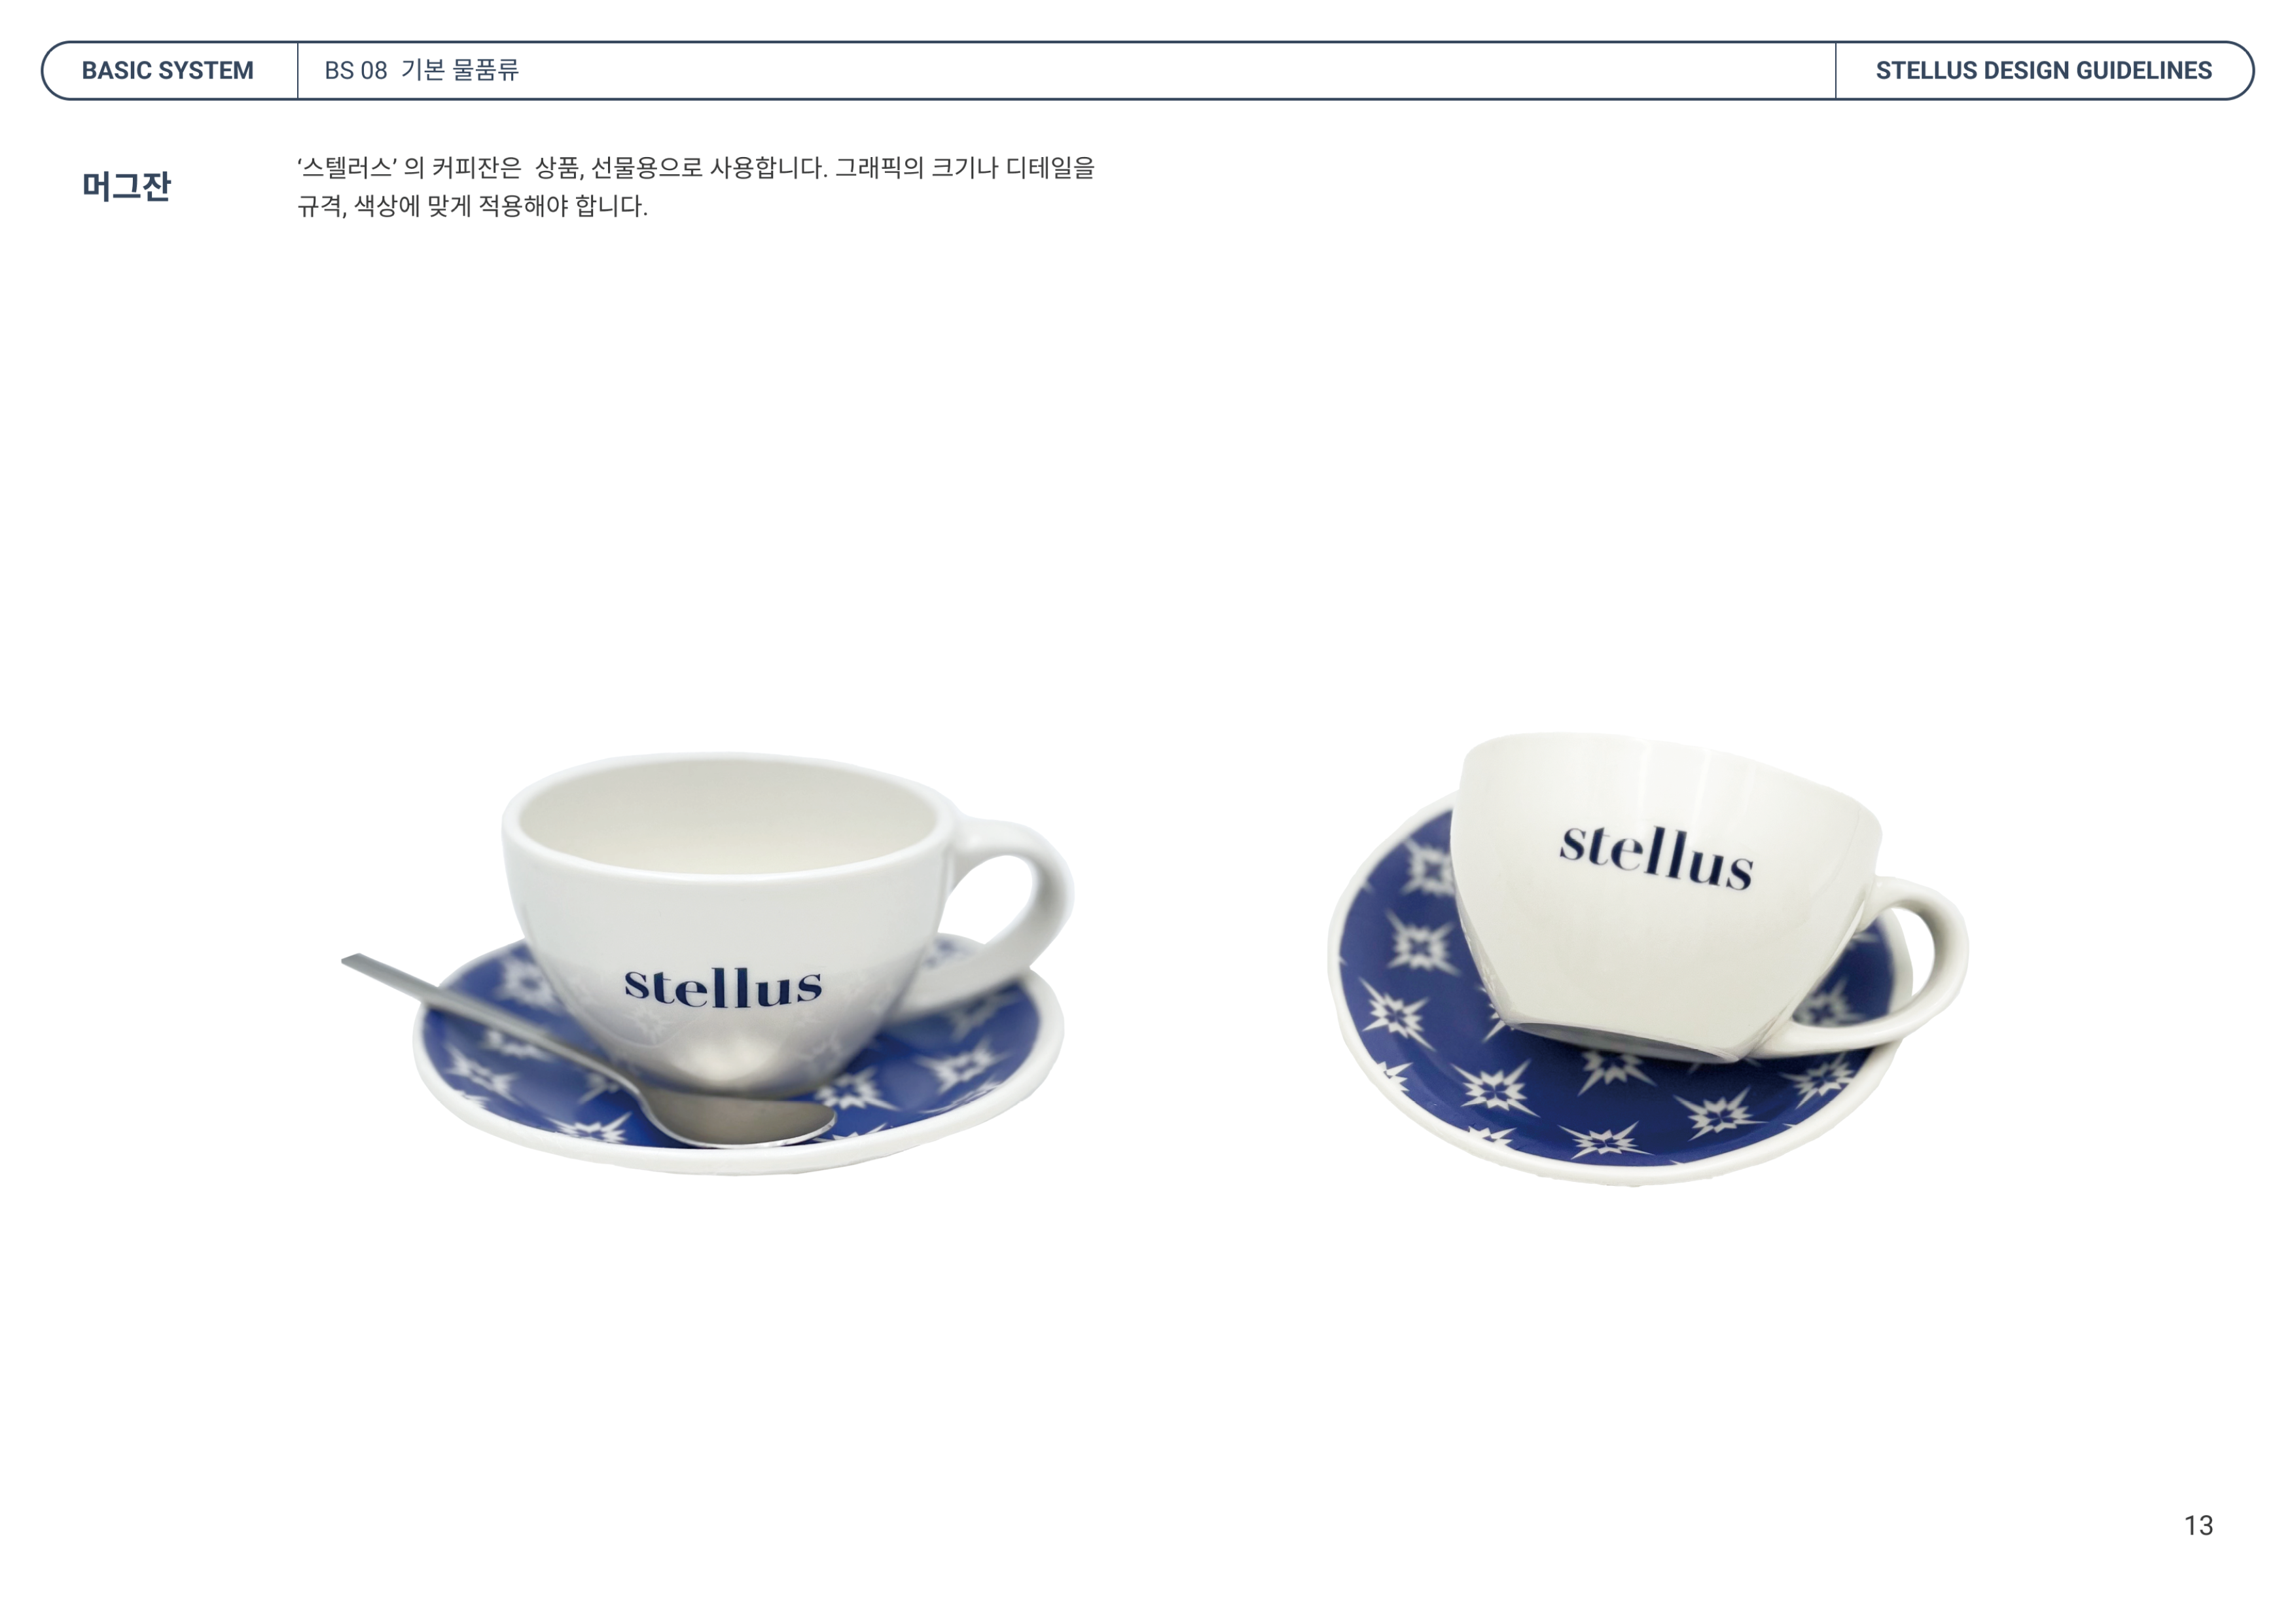 BASIC SYSTEM
BS 08 기본 물품류
STELLUS DESIGN GUIDELINES
머그잔
‘스텔러스’ 의 커피잔은 상품, 선물용으로 사용합니다. 그래픽의 크기나 디테일을
규격, 색상에 맞게 적용해야 합니다.
stellus
stellus
13